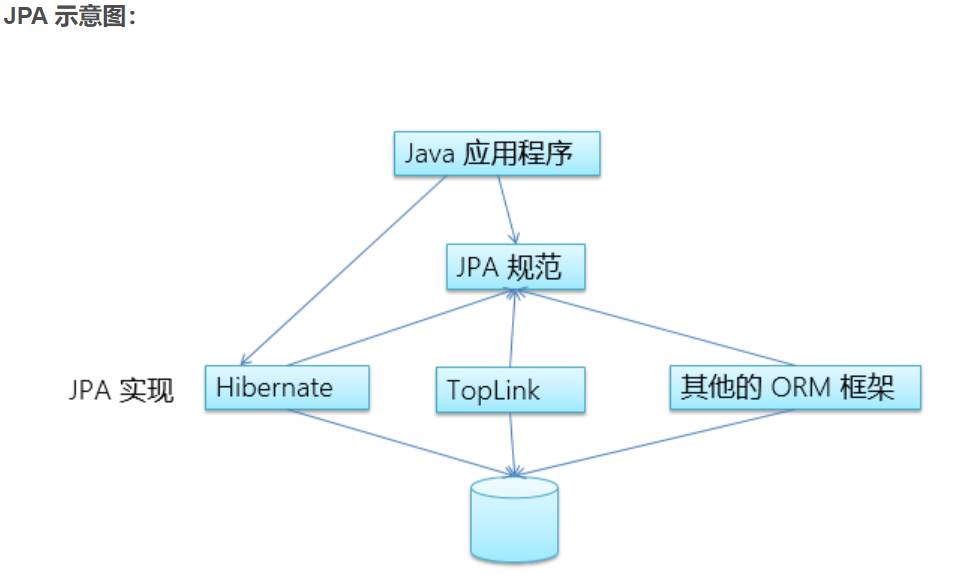 JPA 示意图：
Java 应用程序
JPA 规范
JPA 实现
Hibernate
TopLink
其他的 ORM 框架